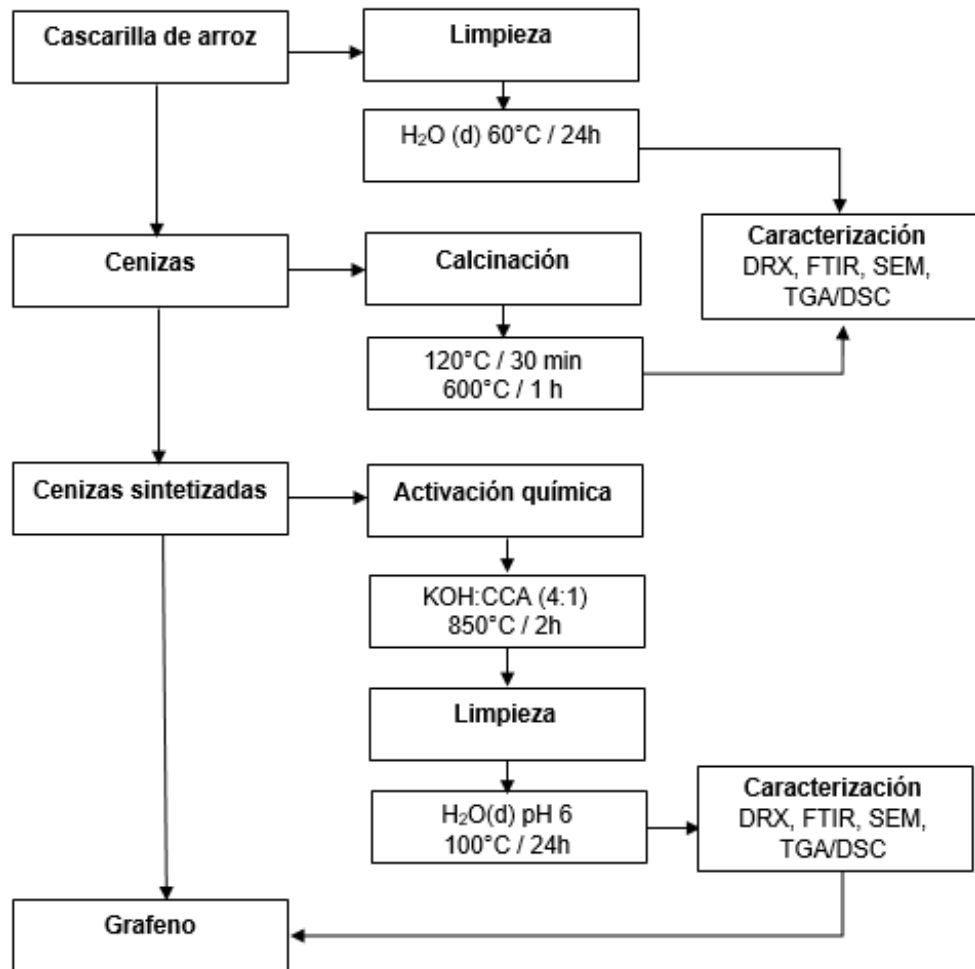 Cascarilla de arroz
Limpieza
H₂O (d) 60°C / 24h
Caracterización
DRX, FTIR, SEM,
TGA/DSC
Cenizas
Calcinación
120°C / 30 min
600°C / 1 h
Cenizas sintetizadas
Activación química
KOH:CCA (4:1)
850°C / 2h
Limpieza
H₂O(d) pH 6
100°C / 24h
Caracterización
DRX, FTIR, SEM,
TGA/DSC
Grafeno